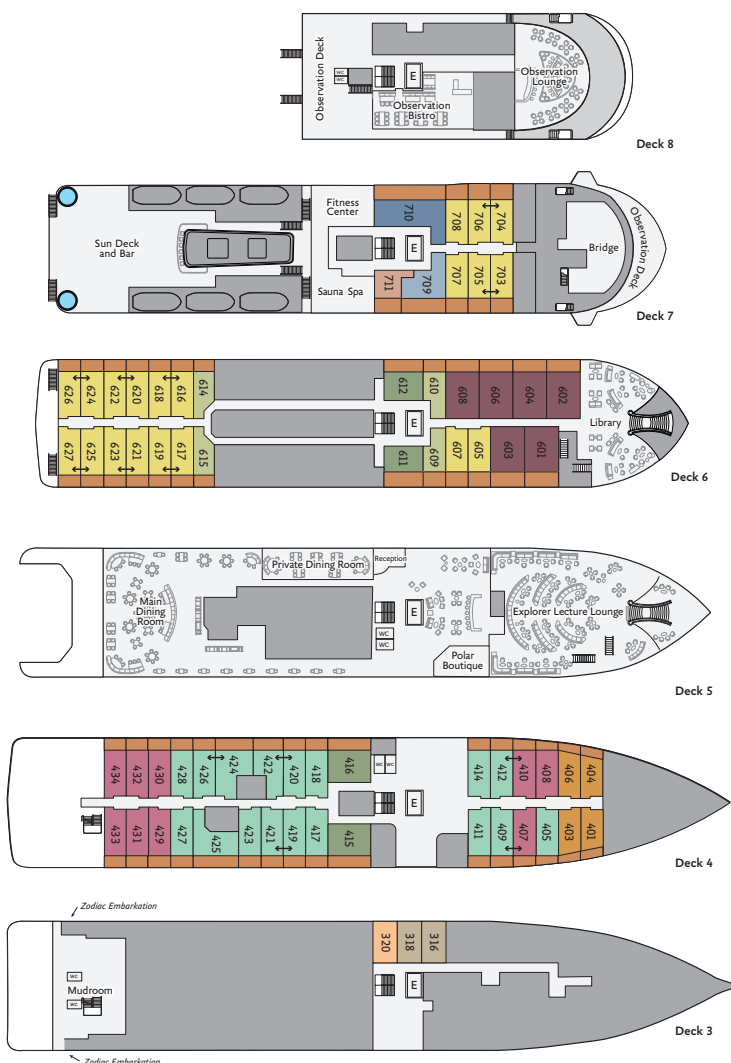 Observation Deck
WC
WC
E
Observation
Lounge
Observation
Bistro
Deck 8
Sun Deck
and Bar
Fitness
Center
710
708
706
704
E
Bridge
Observation Deck
Sauna Spa
711
709
707
705
703
Deck 7
626
624
622
620
618
616
614
612
610
608
606
604
602
E
Library
627
625
623
621
619
617
615
611
609
607
605
603
601
Deck 6
Private Dining Room
Reception
Main
Dining
Room
E
WC
WC
Explorer Lecture Lounge
Polar
Boutique
Deck 5
434
432
430
428
426
424
422
420
418
416
WC
WC
414
412
410
408
406
404
E
433
431
429
427
425
423
421
419
417
415
411
409
407
405
403
401
Deck 4
Zodiac Embarkation
320
318
316
WC
Mudroom
WC
E
Deck 3
Zodiac Embarkation